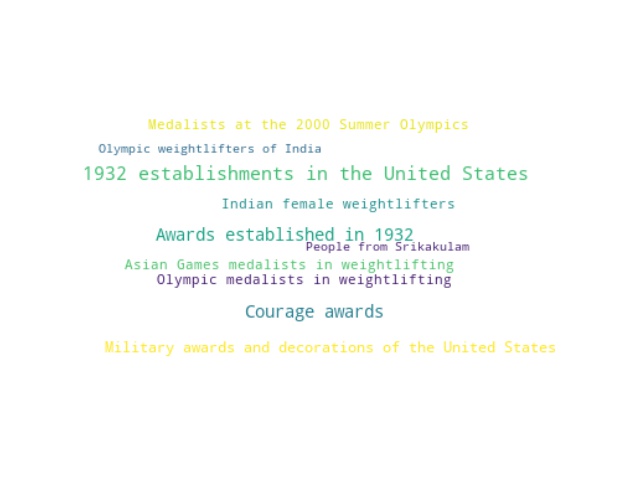 Medalists at the 2000 Summer Olympics
Olympic weightlifters of India
1932 establishments in the United States
Indian female weightlifters
Awards established in 1932
People from Srikakulam
Asian Games medalists in weightlifting
Olympic medalists in weightlifting
Courage awards
Military awards and decorations of the United States